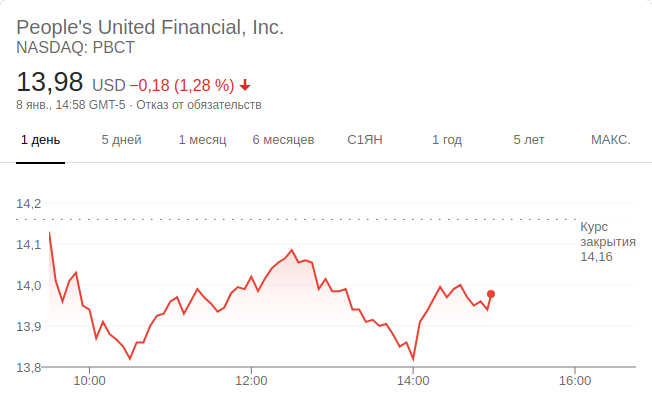 People's United Financial, Inc.
NASDAQ: PBCT
13,98 USD −0,18 (1,28 %)
8 янв., 14:58 GMT-5 · Отказ от обязательств
1 день 5 дней 1 месяц 6 месяцев С1ЯН 1 год 5 лет МАКС.
14,2
Курс
закрытия
14,16
14,1
14,0
13,9
13,8
10:00 12:00 14:00 16:00